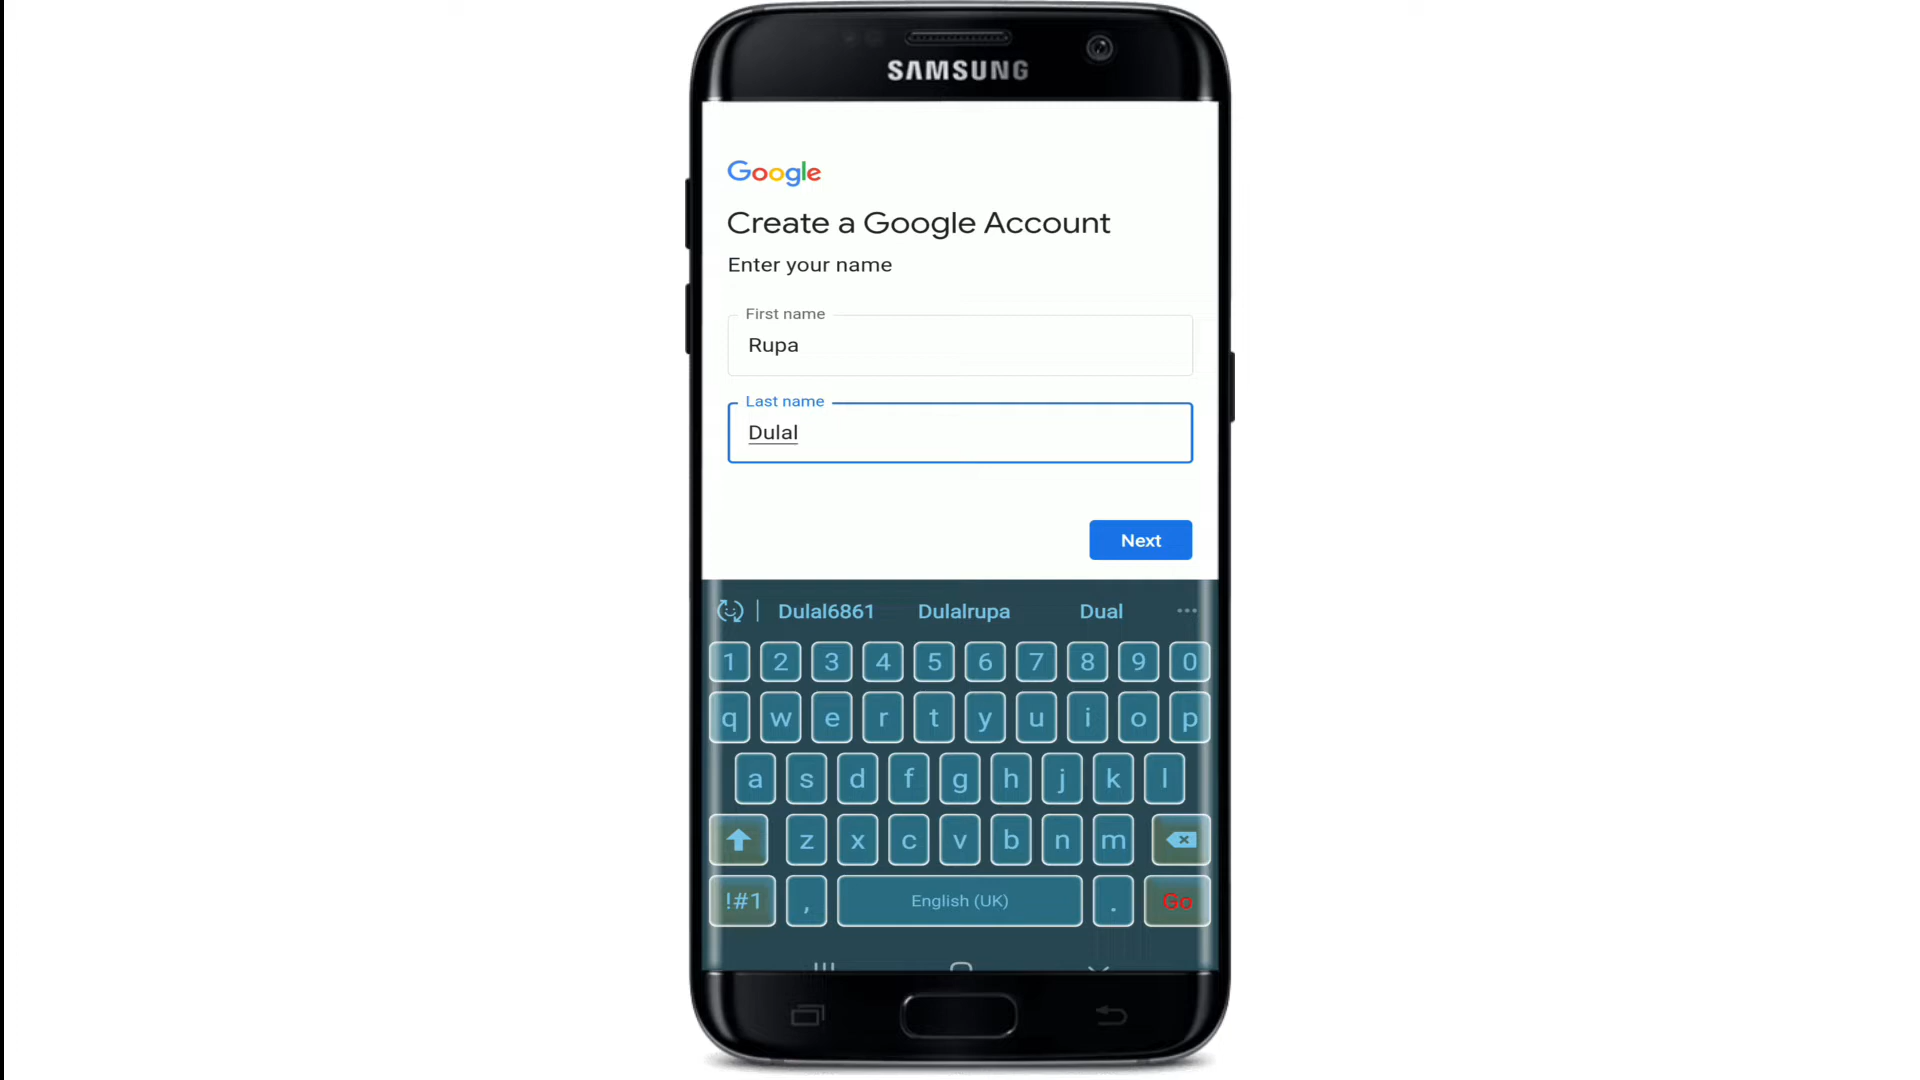 SAMSUNG
Google
Create a Google Account
Enter your name
First name
Rupa
Last name
Dulal
Next
Dulal6861 Dulalrupa Dual ...
1 2 3 4 5 6 7 8 9 0
q w e r t y u i o p
a s d f g h j k l
z x c v b n m
!#1 , English (UK) . Go